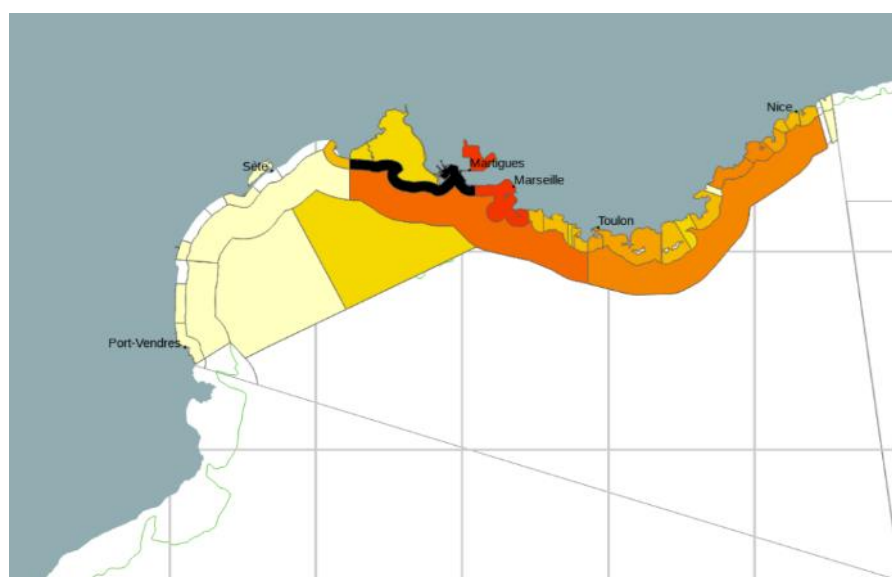 Nice
Sète
Martigues
Marseille
Toulon
Port-Vendres